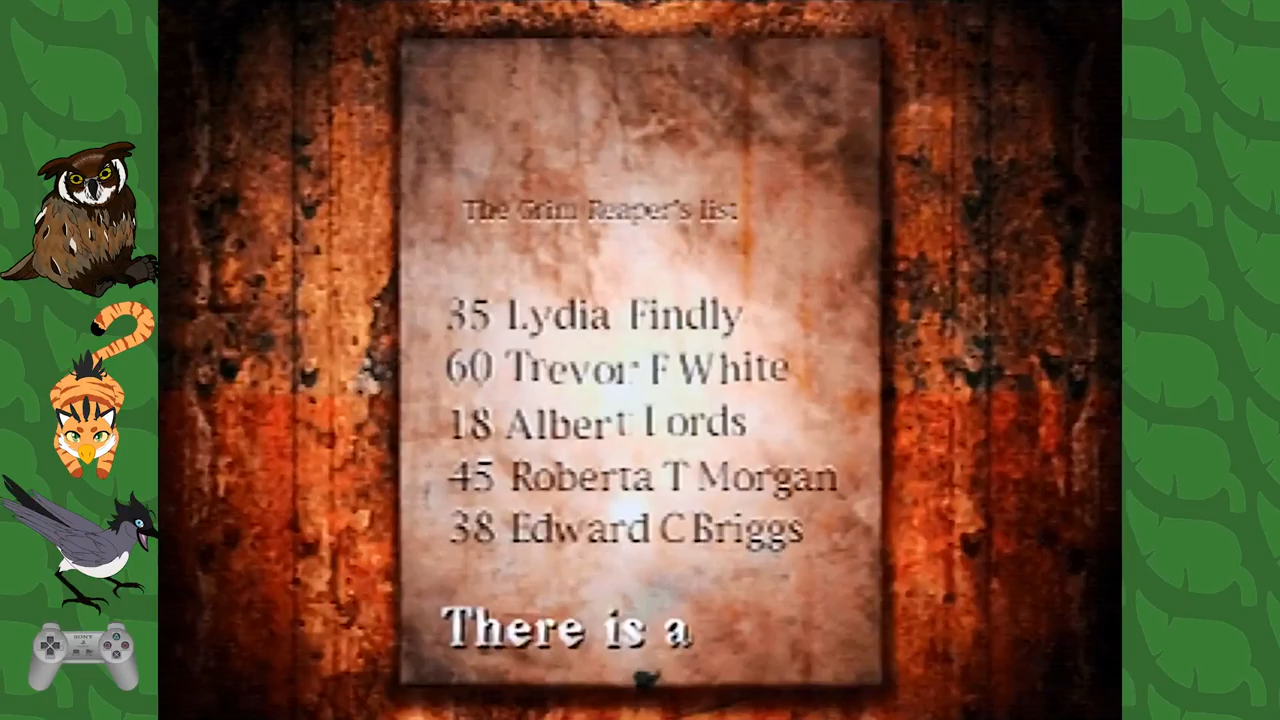 The Grim Reaper's list
35 Lydia Findly
60 Trevor F White
18 Albert Lords
45 Roberta T Morgan
38 Edward C Briggs
There is a
SONY